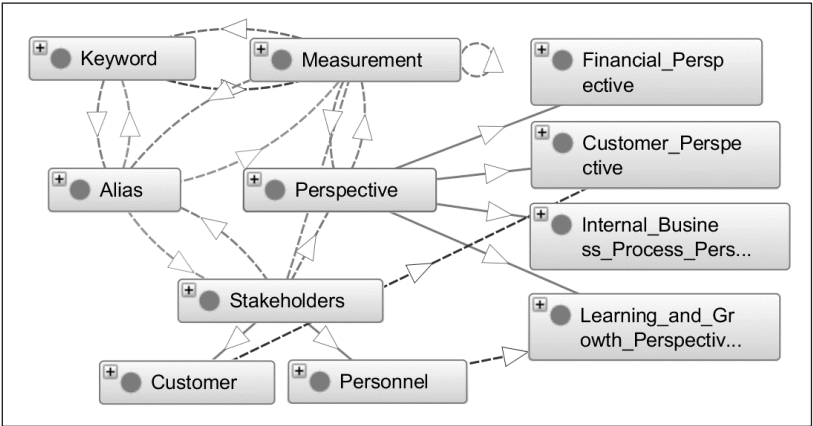 Keyword
Measurement
Financial_Persp
ective
Customer_Perspe
ctive
Alias
Perspective
Internal_Busine
ss_Process_Pers...
Stakeholders
Learning_and_Gr
owth_Perspectiv...
Customer
Personnel